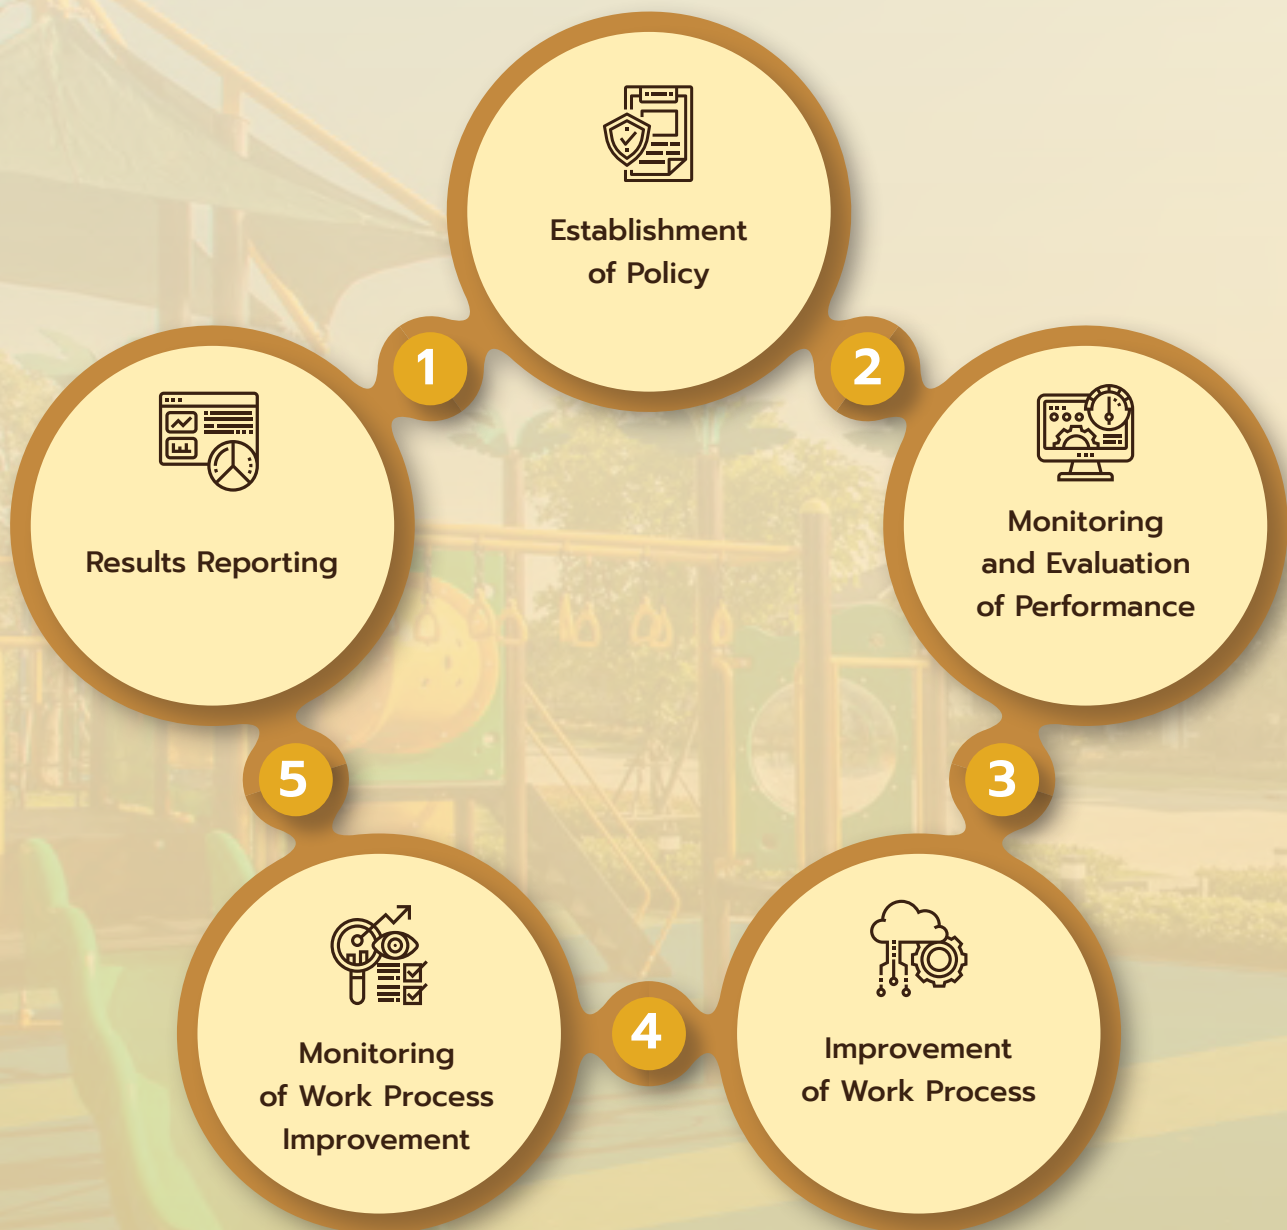 Establishment
of Policy
1
2
Results Reporting
Monitoring
and Evaluation
of Performance
5
3
Monitoring
of Work Process
Improvement
4
Improvement
of Work Process